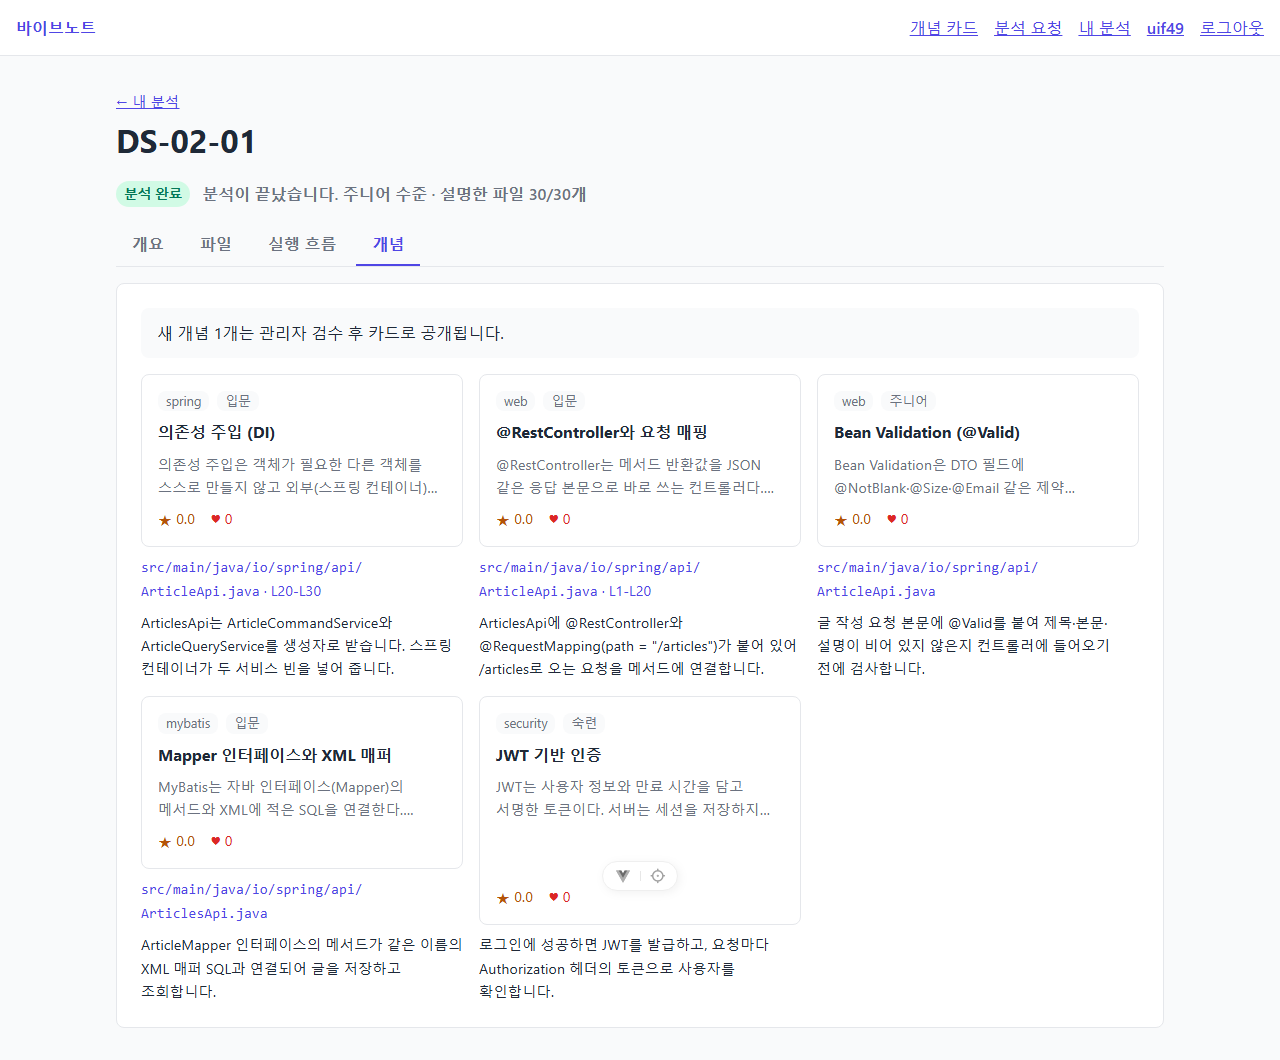 바이브노트
개념 카드 분석 요청 내 분석 uif49 로그아웃
← 내 분석
DS-02-01
분석 완료 분석이 끝났습니다. 주니어 수준 · 설명한 파일 30/30개
개요 파일 실행 흐름 개념
새 개념 1개는 관리자 검수 후 카드로 공개됩니다.
spring 입문
의존성 주입 (DI)
의존성 주입은 객체가 필요한 다른 객체를
스스로 만들지 않고 외부(스프링 컨테이너)...
★ 0.0 ♥ 0
src/main/java/io/spring/api/
ArticleApi.java · L20-L30
ArticlesApi는 ArticleCommandService와
ArticleQueryService를 생성자로 받습니다. 스프링
컨테이너가 두 서비스 빈을 넣어 줍니다.
web 입문
@RestController와 요청 매핑
@RestController는 메서드 반환값을 JSON
같은 응답 본문으로 바로 쓰는 컨트롤러다....
★ 0.0 ♥ 0
src/main/java/io/spring/api/
ArticleApi.java · L1-L20
ArticlesApi에 @RestController와
@RequestMapping(path = "/articles")가 붙어 있어
/articles로 오는 요청을 메서드에 연결합니다.
web 주니어
Bean Validation (@Valid)
Bean Validation은 DTO 필드에
@NotBlank·@Size·@Email 같은 제약...
★ 0.0 ♥ 0
src/main/java/io/spring/api/
ArticleApi.java
글 작성 요청 본문에 @Valid를 붙여 제목·본문·
설명이 비어 있지 않은지 컨트롤러에 들어오기
전에 검사합니다.
mybatis 입문
Mapper 인터페이스와 XML 매퍼
MyBatis는 자바 인터페이스(Mapper)의
메서드와 XML에 적은 SQL을 연결한다....
★ 0.0 ♥ 0
src/main/java/io/spring/api/
ArticlesApi.java
ArticleMapper 인터페이스의 메서드가 같은 이름의
XML 매퍼 SQL과 연결되어 글을 저장하고
조회합니다.
security 숙련
JWT 기반 인증
JWT는 사용자 정보와 만료 시간을 담고
서명한 토큰이다. 서버는 세션을 저장하지...
★ 0.0 ♥ 0
로그인에 성공하면 JWT를 발급하고, 요청마다
Authorization 헤더의 토큰으로 사용자를
확인합니다.